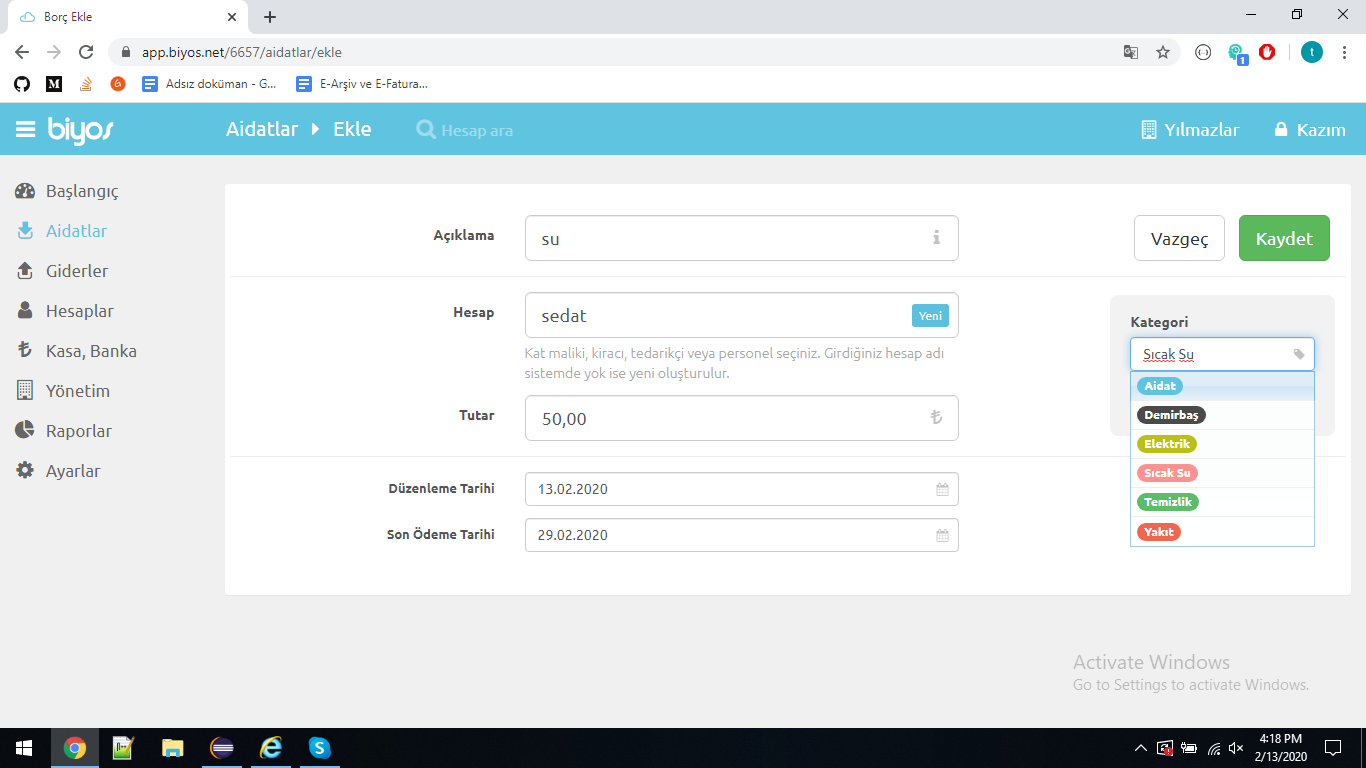 Borç Ekle
app.biyos.net/6657/aidatlar/ekle
t
1
Adsız doküman - G...
E-Arşiv ve E-Fatura...
biyos
Aidatlar
Ekle
Hesap ara
Yılmazlar
Kazım
Başlangıç
Aidatlar
Giderler
Hesaplar
Kasa, Banka
Yönetim
Raporlar
Ayarlar
Açıklama
su
Vazgeç
Kaydet
Hesap
sedat
Yeni
Kat maliki, kiracı, tedarikçi veya personel seçiniz. Girdiğiniz hesap adı
sistemde yok ise yeni oluşturulur.
Tutar
50,00
Düzenleme Tarihi
13.02.2020
Son Ödeme Tarihi
29.02.2020
Kategori
Sıcak Su
Aidat
Demirbaş
Elektrik
Sıcak Su
Temizlik
Yakıt
Activate Windows
Go to Settings to activate Windows.
4:18 PM
2/13/2020